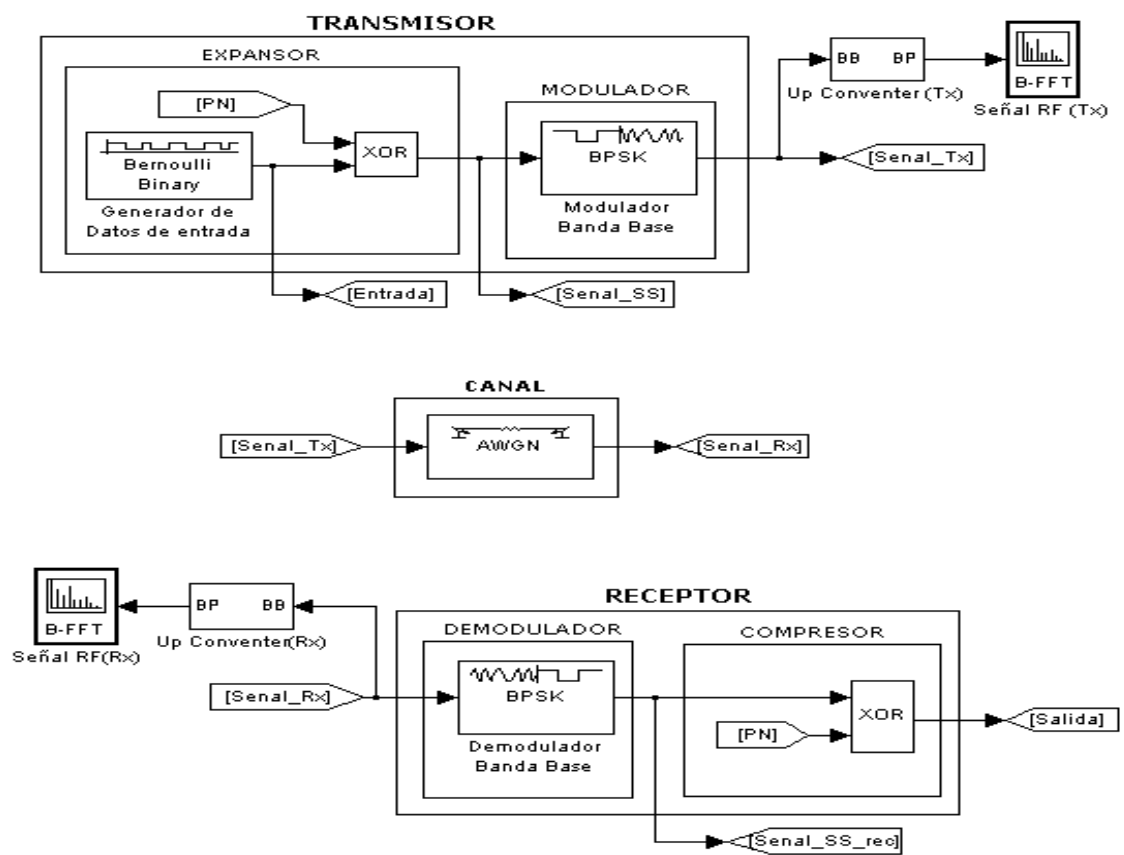 TRANSMISOR
EXPANSOR
[PN]
Bernoulli
Binary
Generador de
Datos de entrada
XOR
MODULADOR
BPSK
Modulador
Banda Base
BB BP
Up Conventer (Tx)
B-FFT
Señal RF (Tx)
[Senal_Tx]
[Entrada]
[Senal_SS]
CANAL
[Senal_Tx]
AWGN
[Senal_Rx]
RECEPTOR
B-FFT
Señal RF(Rx)
BP BB
Up Conventer(Rx)
[Senal_Rx]
DEMODULADOR
BPSK
Demodulador
Banda Base
COMPRESOR
[PN]
XOR
[Salida]
[Senal_SS_rec]